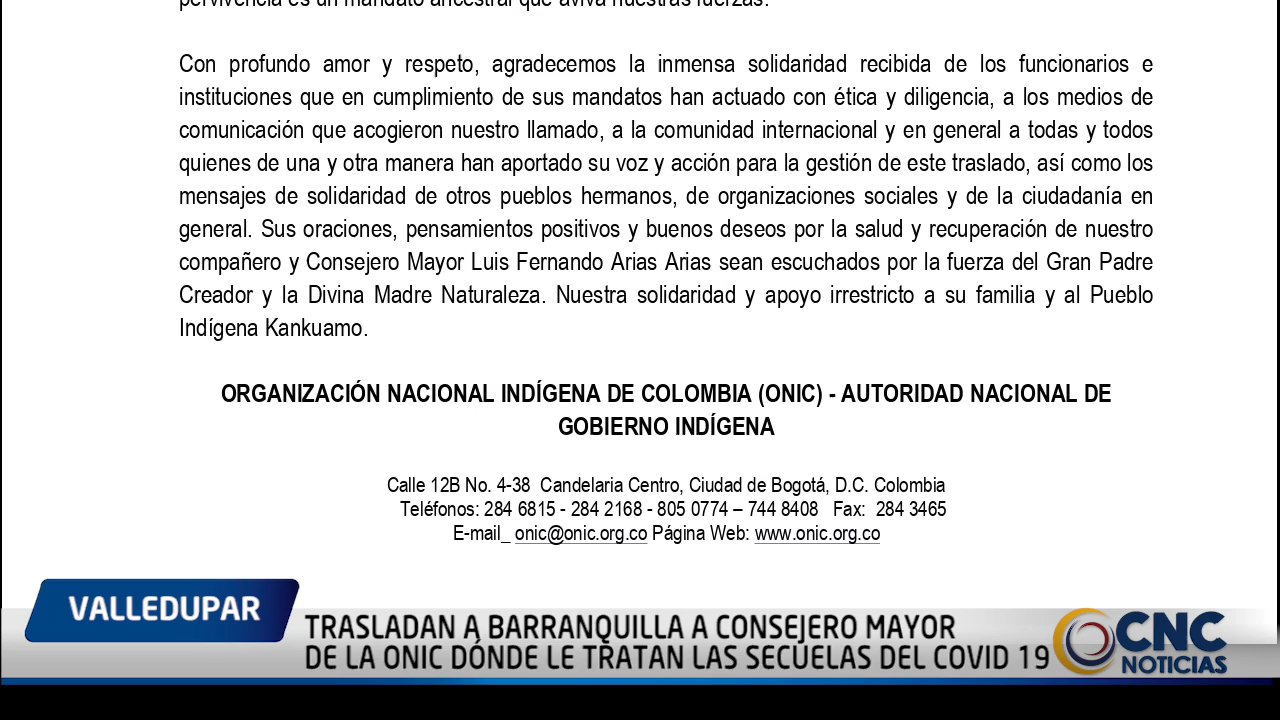 pervivencia es un mandato ancestral que aviva nuestras fuerzas.
Con profundo amor y respeto, agradecemos la inmensa solidaridad recibida de los funcionarios e
instituciones que en cumplimiento de sus mandatos han actuado con ética y diligencia, a los medios de
comunicación que acogieron nuestro llamado, a la comunidad internacional y en general a todas y todos
quienes de una y otra manera han aportado su voz y acción para la gestión de este traslado, así como los
mensajes de solidaridad de otros pueblos hermanos, de organizaciones sociales y de la ciudadanía en
general. Sus oraciones, pensamientos positivos y buenos deseos por la salud y recuperación de nuestro
compañero y Consejero Mayor Luis Fernando Arias Arias sean escuchados por la fuerza del Gran Padre
Creador y la Divina Madre Naturaleza. Nuestra solidaridad y apoyo irrestricto a su familia y al Pueblo
Indígena Kankuamo.
ORGANIZACIÓN NACIONAL INDÍGENA DE COLOMBIA (ONIC) - AUTORIDAD NACIONAL DE
GOBIERNO INDÍGENA
Calle 12B No. 4-38 Candelaria Centro, Ciudad de Bogotá, D.C. Colombia
Teléfonos: 284 6815 - 284 2168 - 805 0774 – 744 8408 Fax: 284 3465
E-mail_ onic@onic.org.co Página Web: www.onic.org.co
VALLEDUPAR
TRASLADAN A BARRANQUILLA A CONSEJERO MAYOR
DE LA ONIC DÓNDE LE TRATAN LAS SECUELAS DEL COVID 19
CNC
NOTICIAS